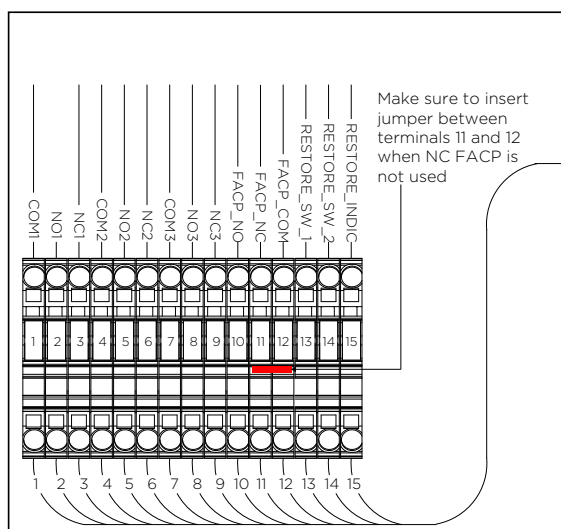 Make sure to insert
jumper between
terminals 11 and 12
when NC FACP is
not used
COM1
NO1
NC1
COM2
NO2
NC2
COM3
NO3
NC3
FACP_NO
FACP_NC
FACP_COM
RESTORE_SW_1
RESTORE_SW_2
RESTORE_INDIC
1 2 3 4 5 6 7 8 9 10 11 12 13 14 15
1 2 3 4 5 6 7 8 9 10 11 12 13 14 15